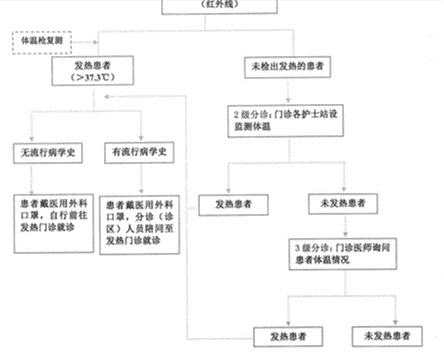 （红外线）
体温枪复测
发热患者
（＞37.3℃）
未检出发热的患者
2 级分诊：门诊各护士站设
监测体温
无流行病学史
有流行病学史
患者戴医用外科
口罩，自行前往
发热门诊就诊
患者戴医用外科
口罩，分诊（诊
区）人员陪同至
发热门诊就诊
发热患者
未发热患者
3 级分诊：门诊医师询问
患者体温情况
发热患者
未发热患者